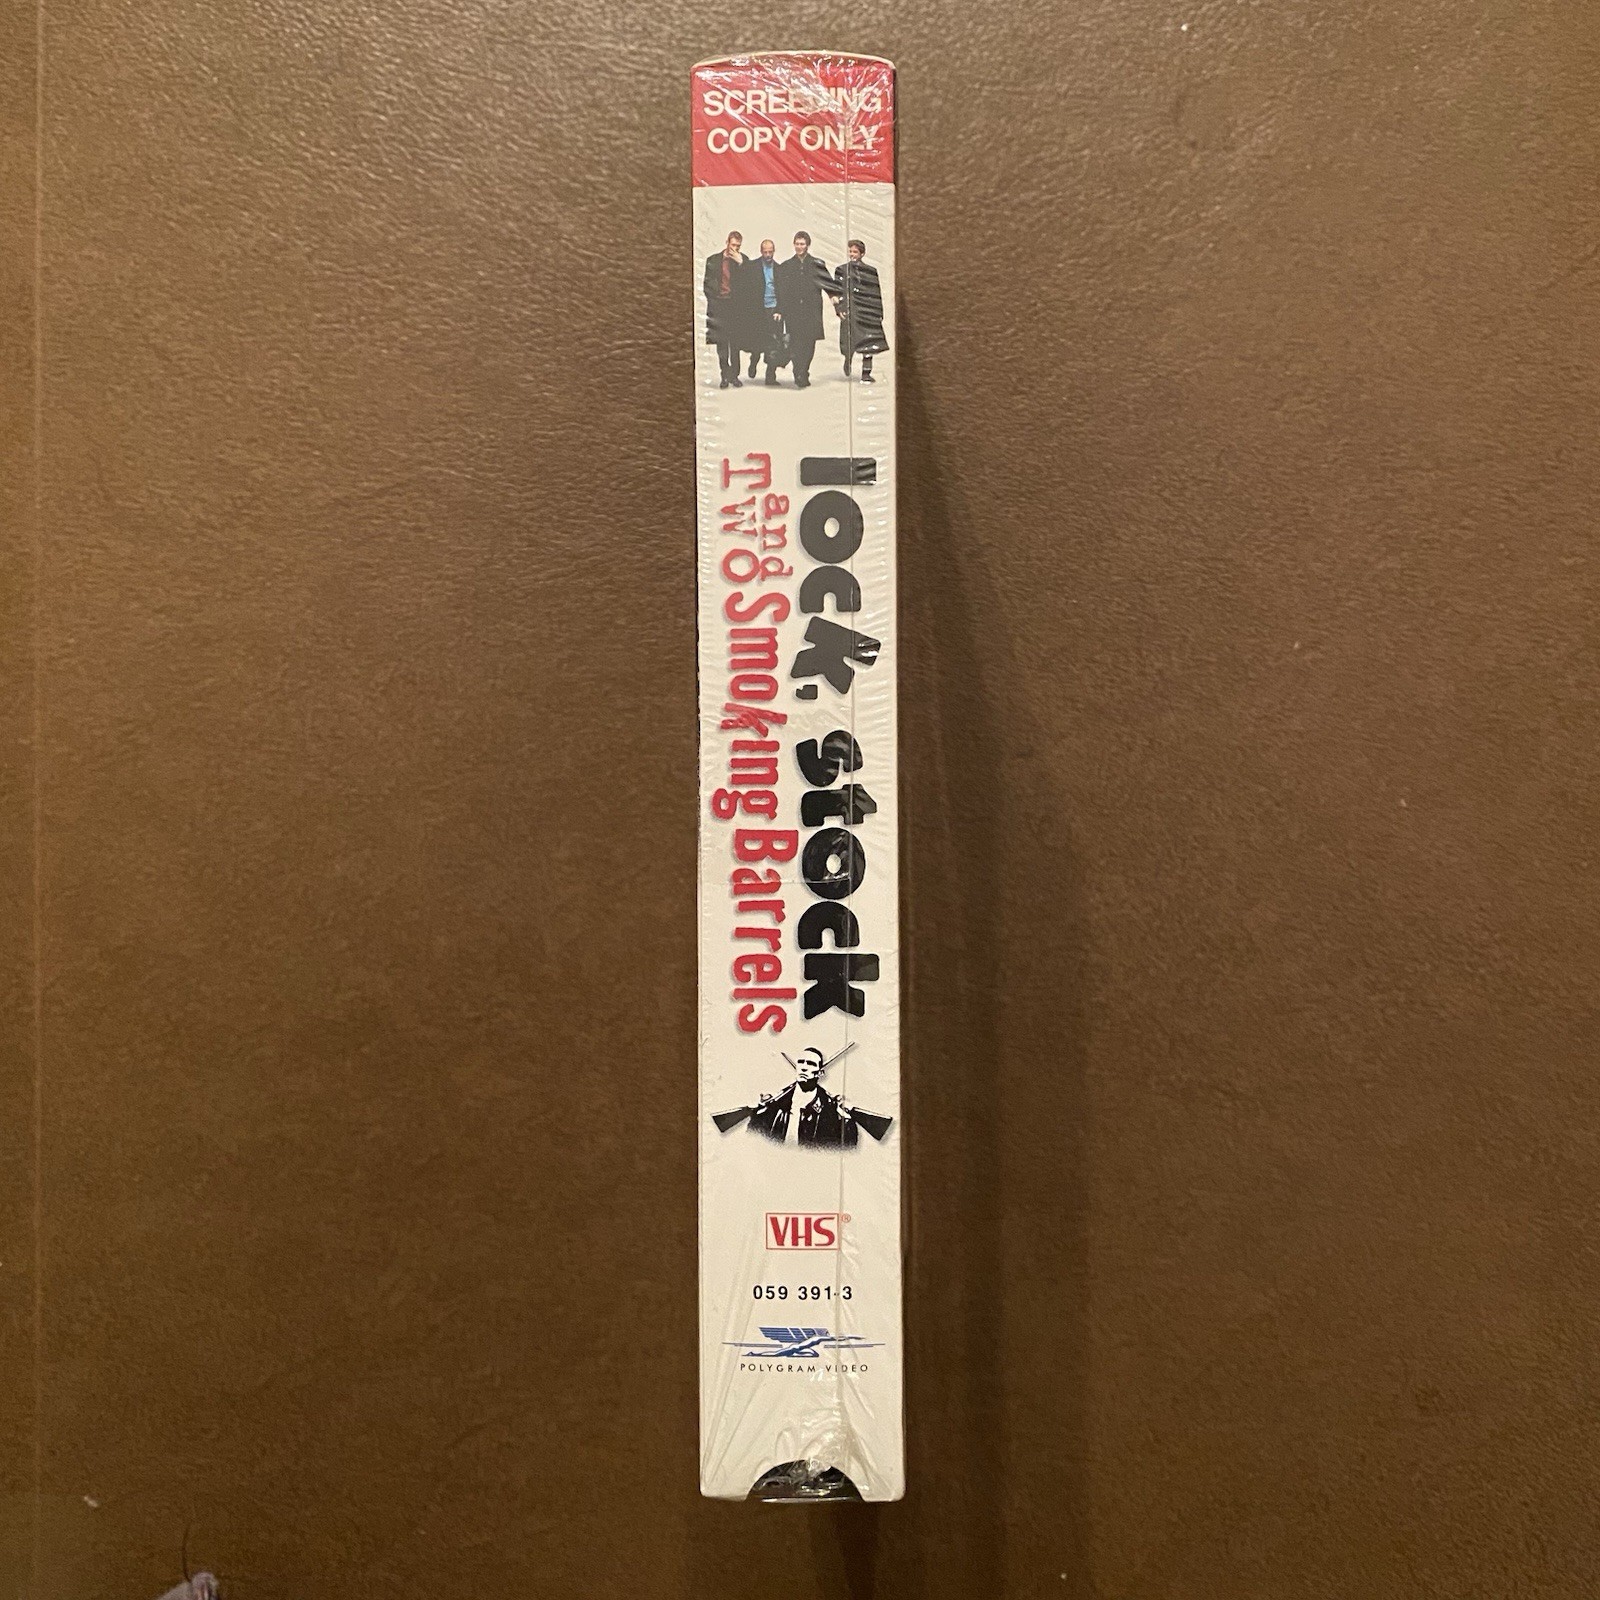 SCREENING
COPY ONLY
lock, stock
and
Two Smoking Barrels
VHS®
059 391-3
POLYGRAM VIDEO